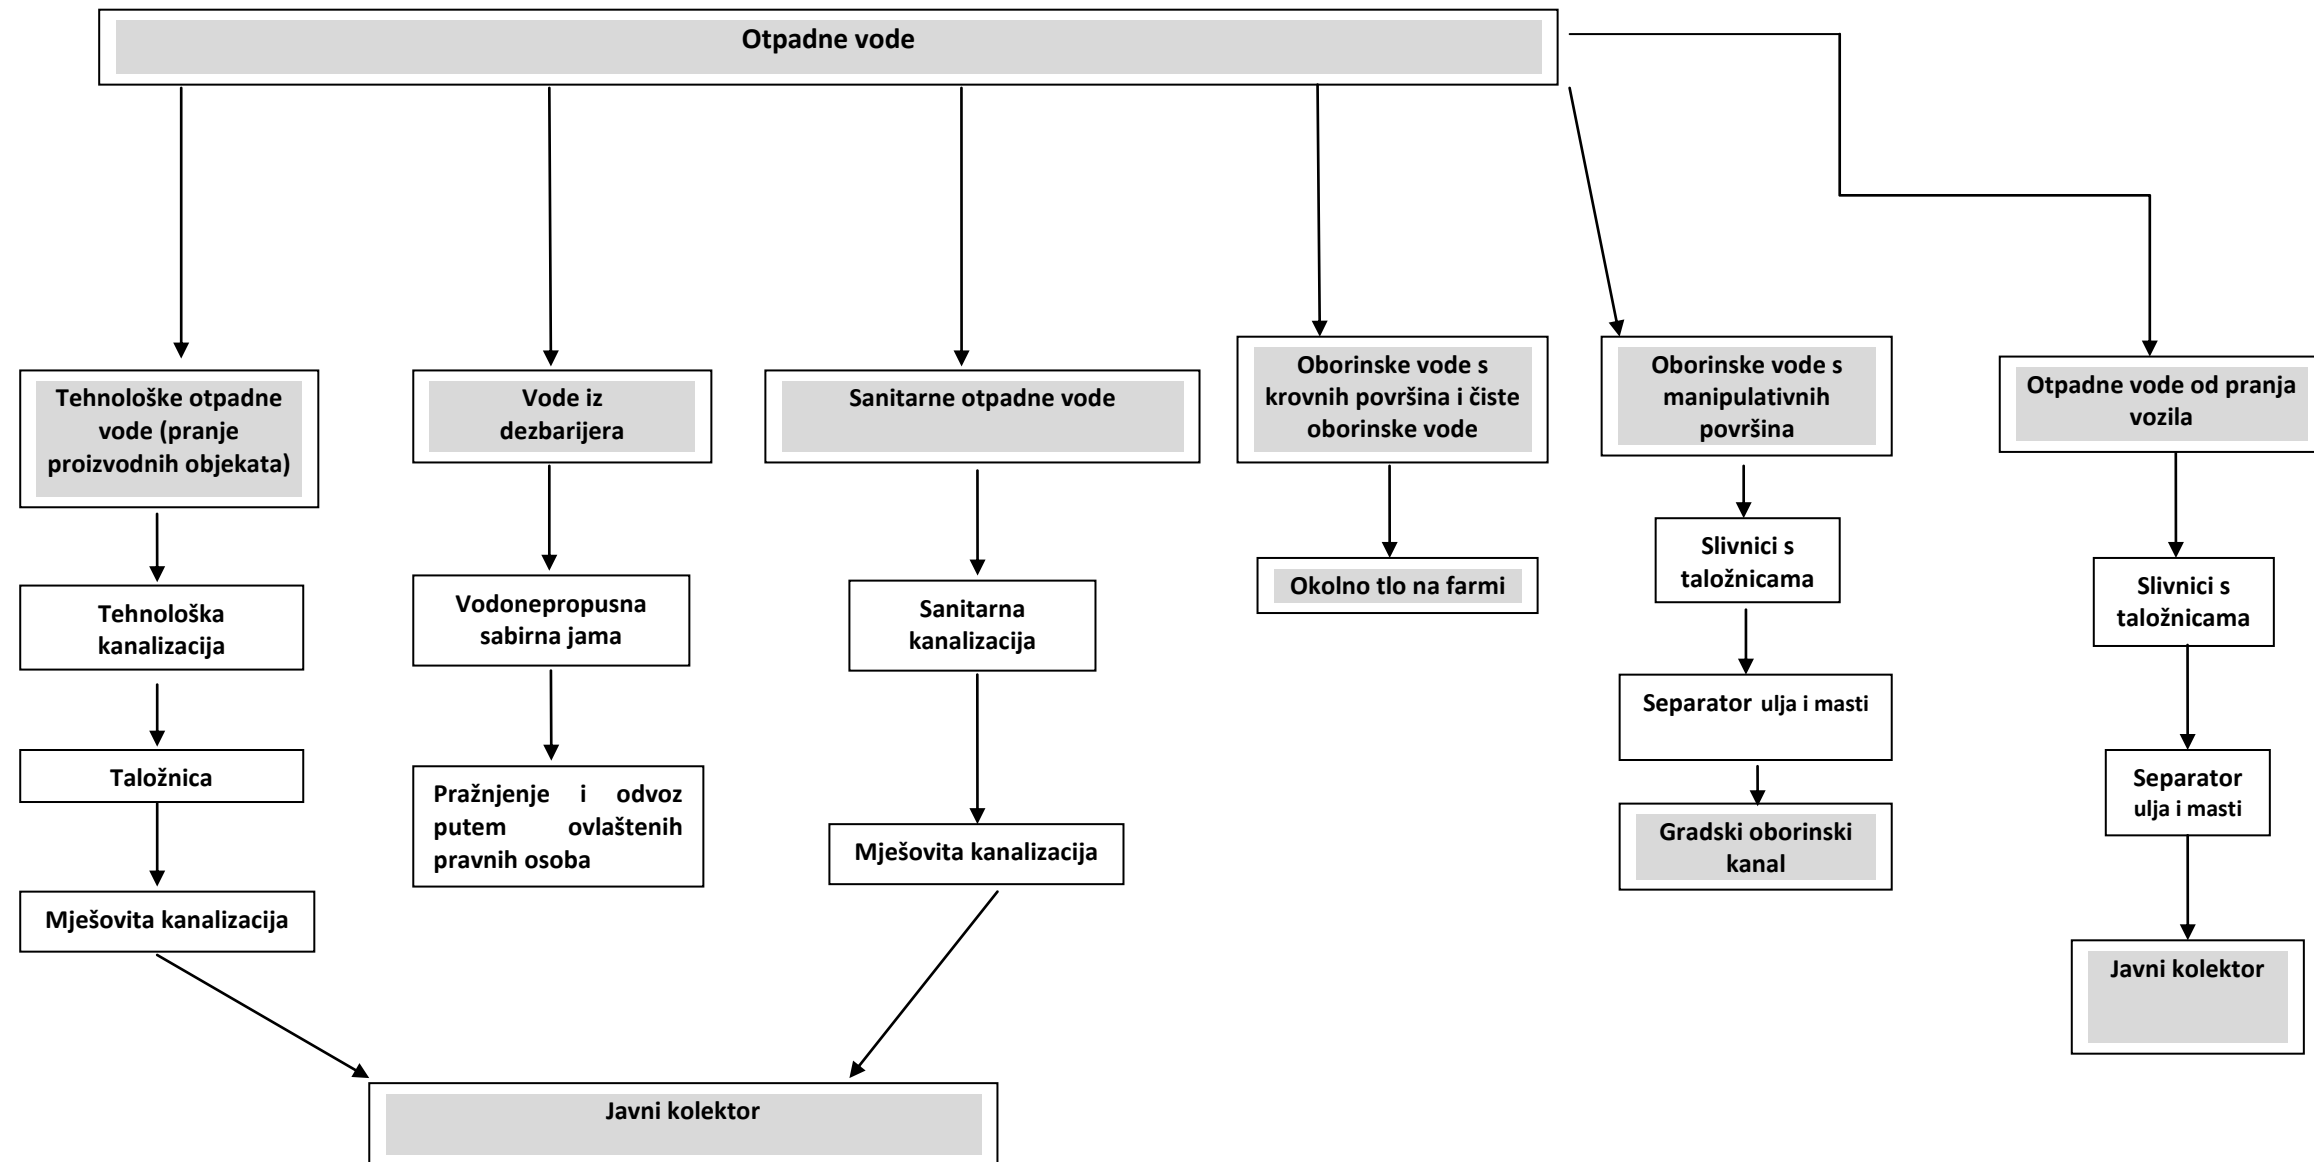 Otpadne vode
Tehnološke otpadne
vode (pranje
proizvodnih objekata)
Vode iz
dezbarijera
Sanitarne otpadne vode
Oborinske vode s
krovnih površina i čiste
oborinske vode
Oborinske vode s
manipulativnih
površina
Otpadne vode od pranja
vozila
Tehnološka
kanalizacija
Vodonepropusna
sabirna jama
Sanitarna
kanalizacija
Okolno tlo na farmi
Slivnici s
taložnicama
Slivnici s
taložnicama
Taložnica
Pražnjenje i odvoz
putem ovlaštenih
pravnih osoba
Mješovita kanalizacija
Separator ulja i masti
Separator
ulja i masti
Mješovita kanalizacija
Gradski oborinski
kanal
Javni kolektor
Javni kolektor